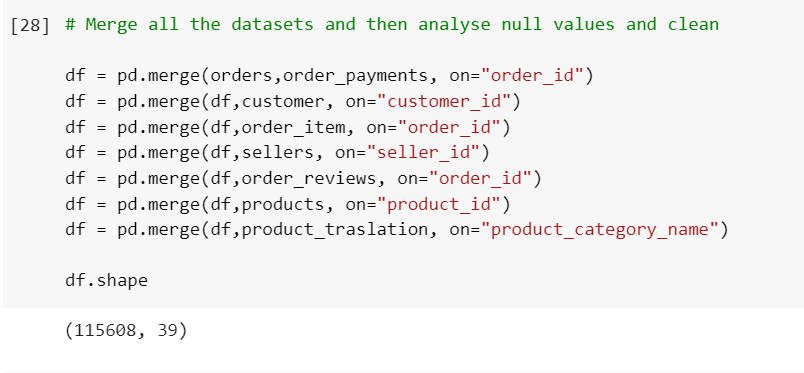 [28] # Merge all the datasets and then analyse null values and clean
df = pd.merge(orders,order_payments, on="order_id")
df = pd.merge(df,customer, on="customer_id")
df = pd.merge(df,order_item, on="order_id")
df = pd.merge(df,sellers, on="seller_id")
df = pd.merge(df,order_reviews, on="order_id")
df = pd.merge(df,products, on="product_id")
df = pd.merge(df,product_traslation, on="product_category_name")
df.shape
(115608, 39)